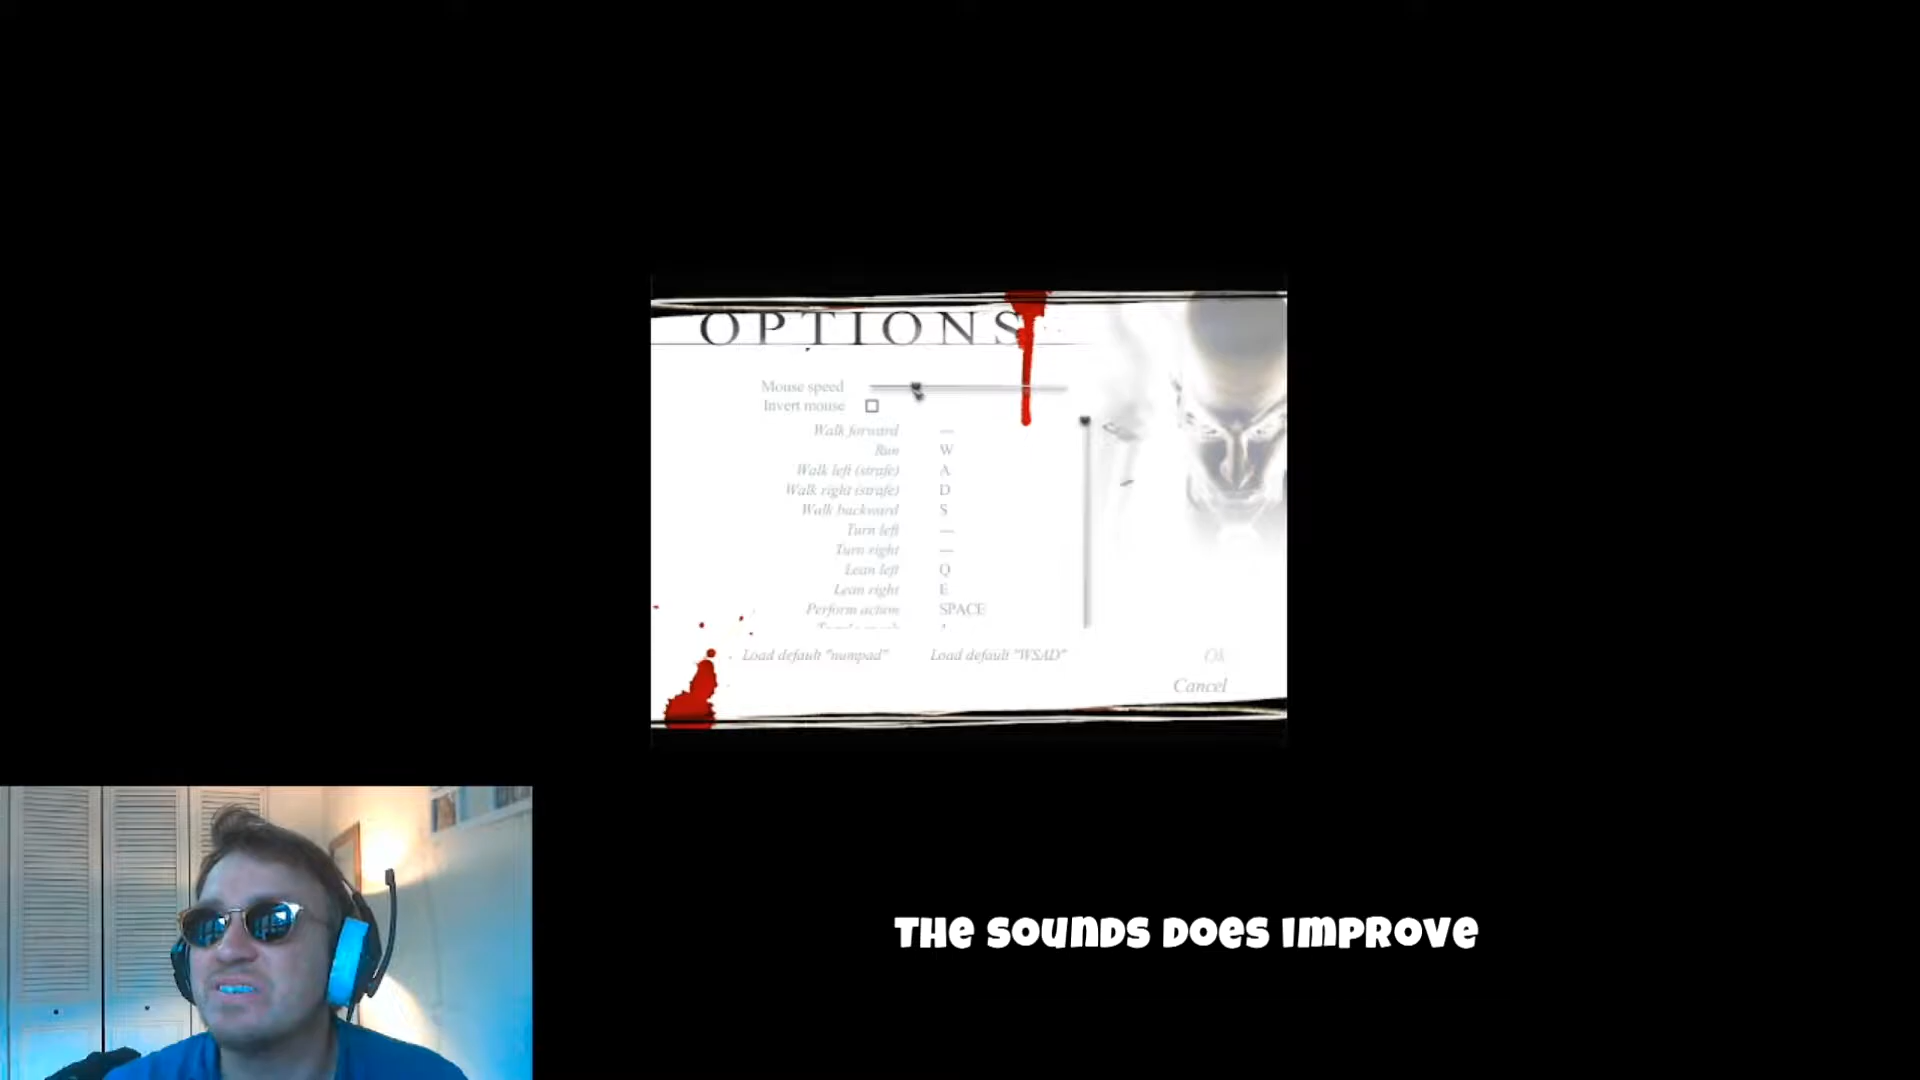 OPTIONS
Mouse speed
Invert mouse
Walk forward —
Run W
Walk left (strafe) A
Walk right (strafe) D
Walk backward S
Turn left —
Turn right —
Lean left Q
Lean right E
Perform action SPACE
Load default "numpad" Load default "WSAD"
Ok
Cancel
THE SOUNDS DOES IMPROVE